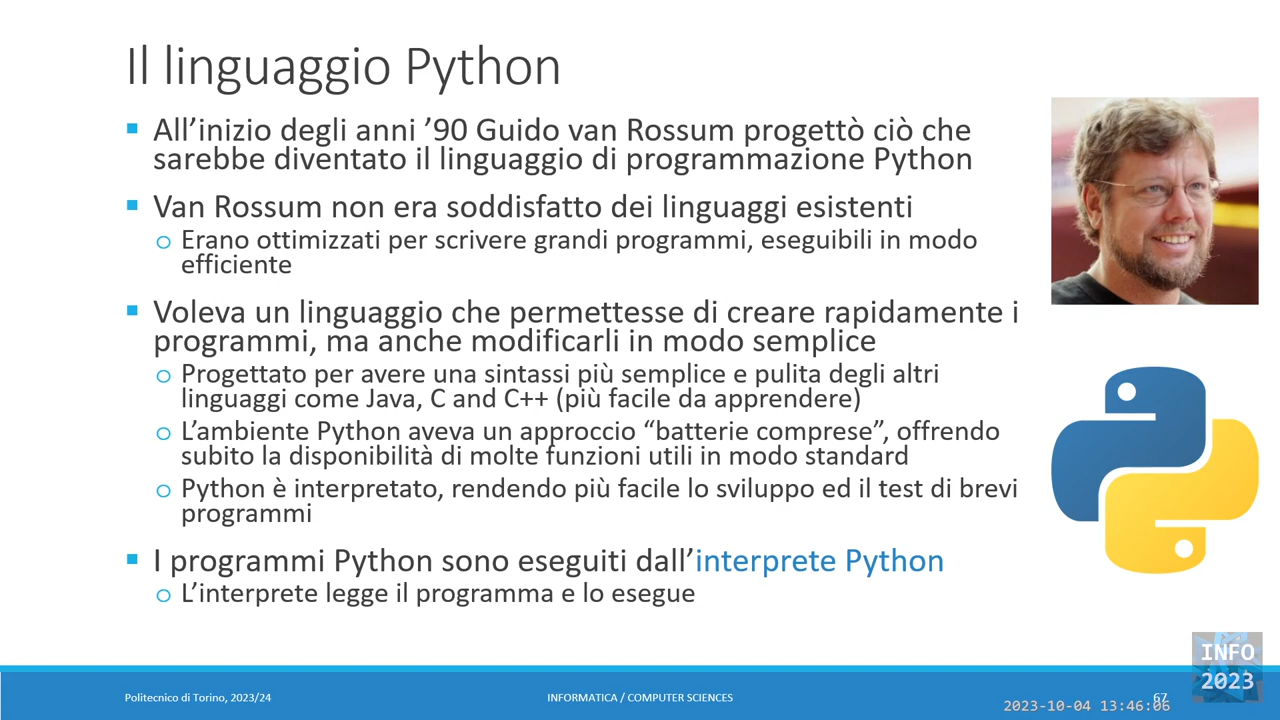 Il linguaggio Python
All’inizio degli anni ’90 Guido van Rossum progettò ciò che
sarebbe diventato il linguaggio di programmazione Python
Van Rossum non era soddisfatto dei linguaggi esistenti
Erano ottimizzati per scrivere grandi programmi, eseguibili in modo
efficiente
Voleva un linguaggio che permettesse di creare rapidamente i
programmi, ma anche modificarli in modo semplice
Progettato per avere una sintassi più semplice e pulita degli altri
linguaggi come Java, C and C++ (più facile da apprendere)
L’ambiente Python aveva un approccio “batterie comprese”, offrendo
subito la disponibilità di molte funzioni utili in modo standard
Python è interpretato, rendendo più facile lo sviluppo ed il test di brevi
programmi
I programmi Python sono eseguiti dall’interprete Python
L’interprete legge il programma e lo esegue
INFO
2023
Politecnico di Torino, 2023/24
INFORMATICA / COMPUTER SCIENCES
67
2023-10-04 13:46:06